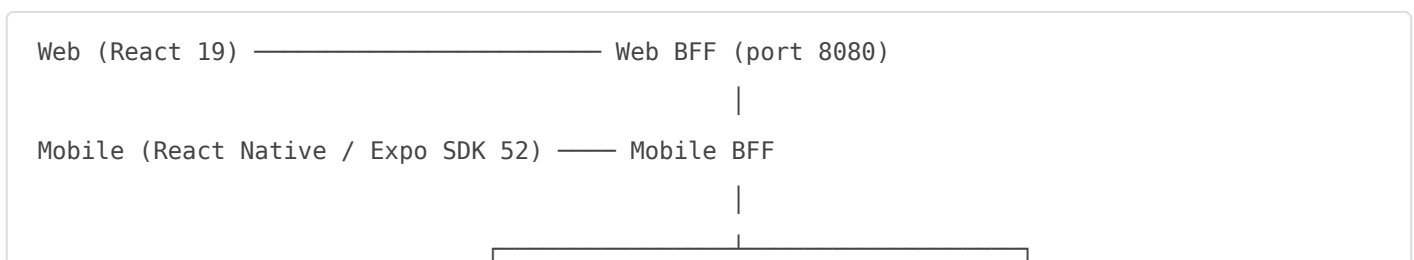 Web (React 19) ──────────────────────── Web BFF (port 8080)
│
Mobile (React Native / Expo SDK 52) ──── Mobile BFF
│
┌─────────────────┴────────────────────┐